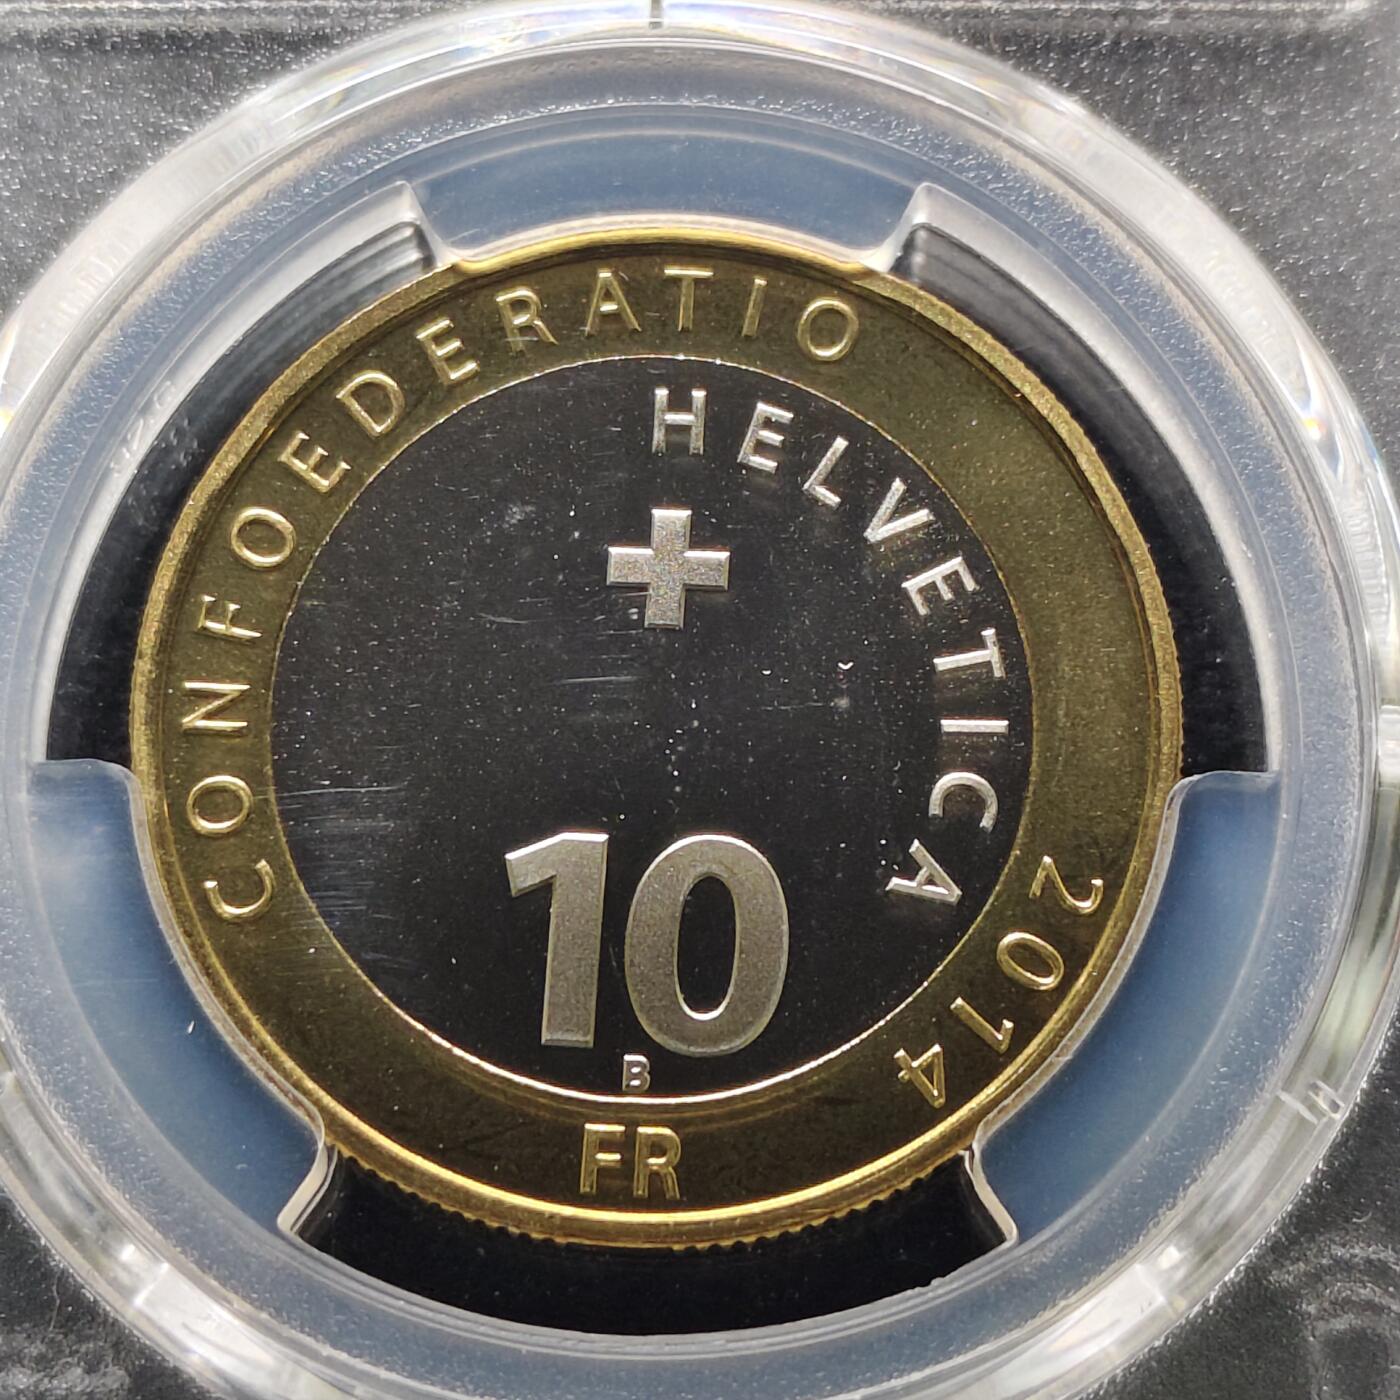 CONFOEDERATIO
HELVETICA
2014
10
B
FR